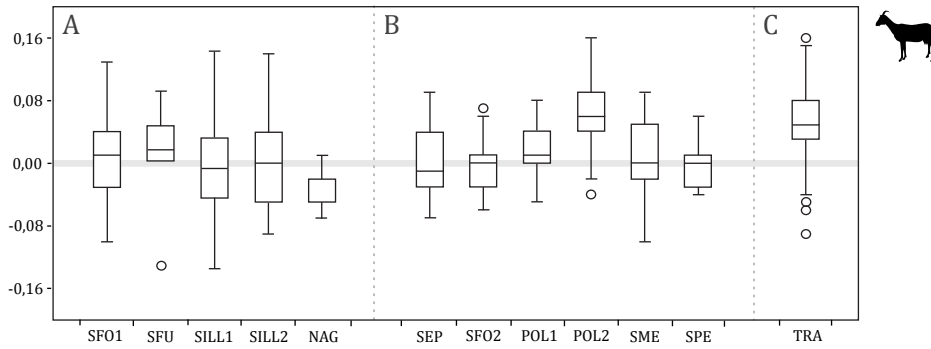 A B C
0,16
0,08
0,00
-0,08
-0,16
SFO1 SFU SILL1 SILL2 NAG SEP SFO2 POL1 POL2 SME SPE TRA